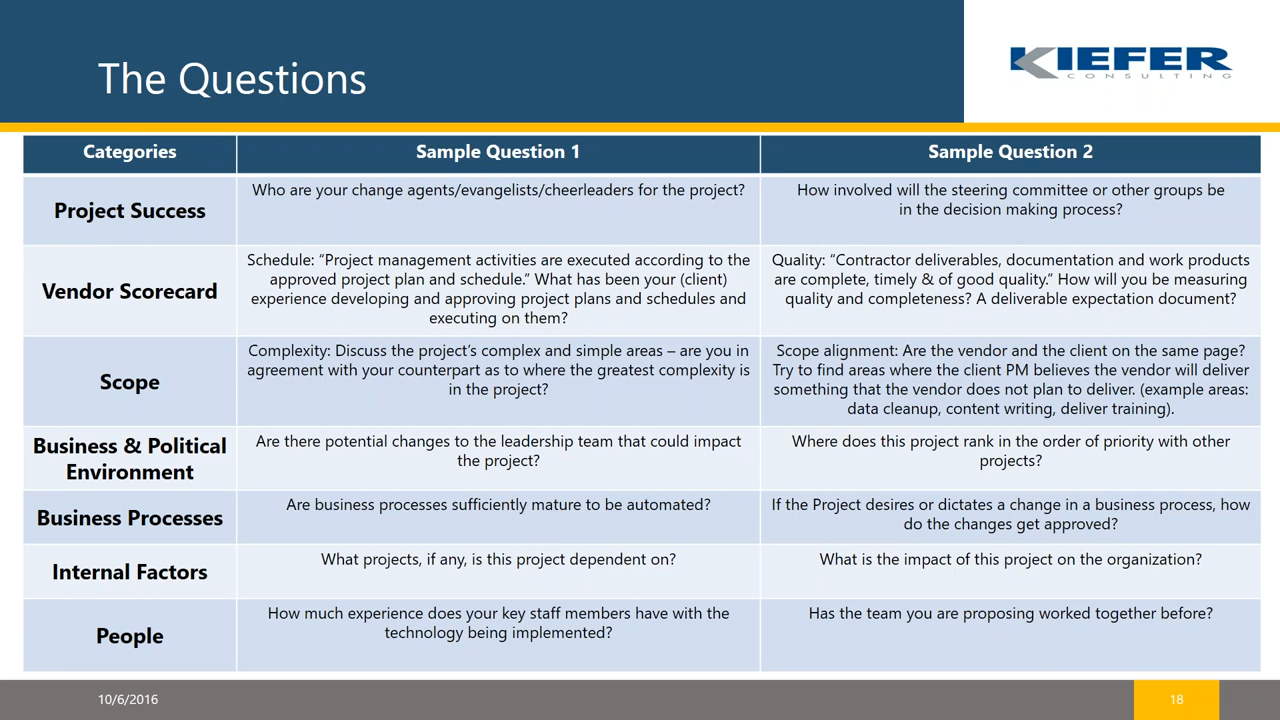 The Questions
KIEFER
CONSULTING
Categories
Sample Question 1
Sample Question 2
Project Success
Who are your change agents/evangelists/cheerleaders for the project?
How involved will the steering committee or other groups be
in the decision making process?
Vendor Scorecard
Schedule: “Project management activities are executed according to the
approved project plan and schedule.” What has been your (client)
experience developing and approving project plans and schedules and
executing on them?
Quality: “Contractor deliverables, documentation and work products
are complete, timely & of good quality.” How will you be measuring
quality and completeness? A deliverable expectation document?
Scope
Complexity: Discuss the project’s complex and simple areas – are you in
agreement with your counterpart as to where the greatest complexity is
in the project?
Scope alignment: Are the vendor and the client on the same page?
Try to find areas where the client PM believes the vendor will deliver
something that the vendor does not plan to deliver. (example areas:
data cleanup, content writing, deliver training).
Business & Political
Environment
Are there potential changes to the leadership team that could impact
the project?
Where does this project rank in the order of priority with other
projects?
Business Processes
Are business processes sufficiently mature to be automated?
If the Project desires or dictates a change in a business process, how
do the changes get approved?
Internal Factors
What projects, if any, is this project dependent on?
What is the impact of this project on the organization?
People
How much experience does your key staff members have with the
technology being implemented?
Has the team you are proposing worked together before?
10/6/2016
18